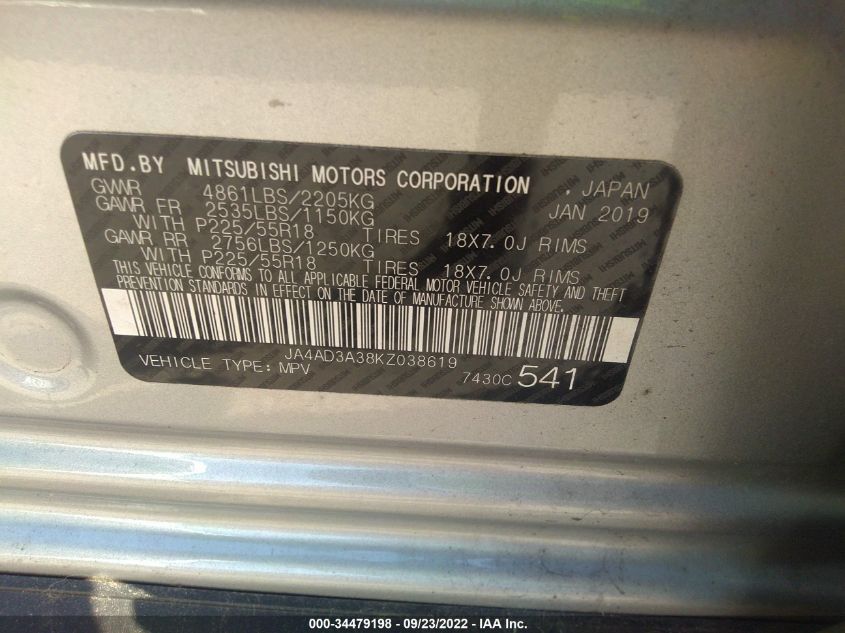 MFD.BY MITSUBISHI MOTORS CORPORATION . JAPAN
GVWR 4861LBS/2205KG JAN 2019
GAWR FR 2535LBS/1150KG
WITH P225/55R18 TIRES 18X7.0J RIMS
GAWR RR 2756LBS/1250KG
WITH P225/55R18 TIRES 18X7.0J RIMS
THIS VEHICLE CONFORMS TO ALL APPLICABLE FEDERAL MOTOR VEHICLE SAFETY AND THEFT
PREVENTION STANDARDS IN EFFECT ON THE DATE OF MANUFACTURE SHOWN ABOVE.
JA4AD3A38KZ038619
VEHICLE TYPE: MPV 7430C 541
000-34479198 - 09/23/2022 - IAA Inc.